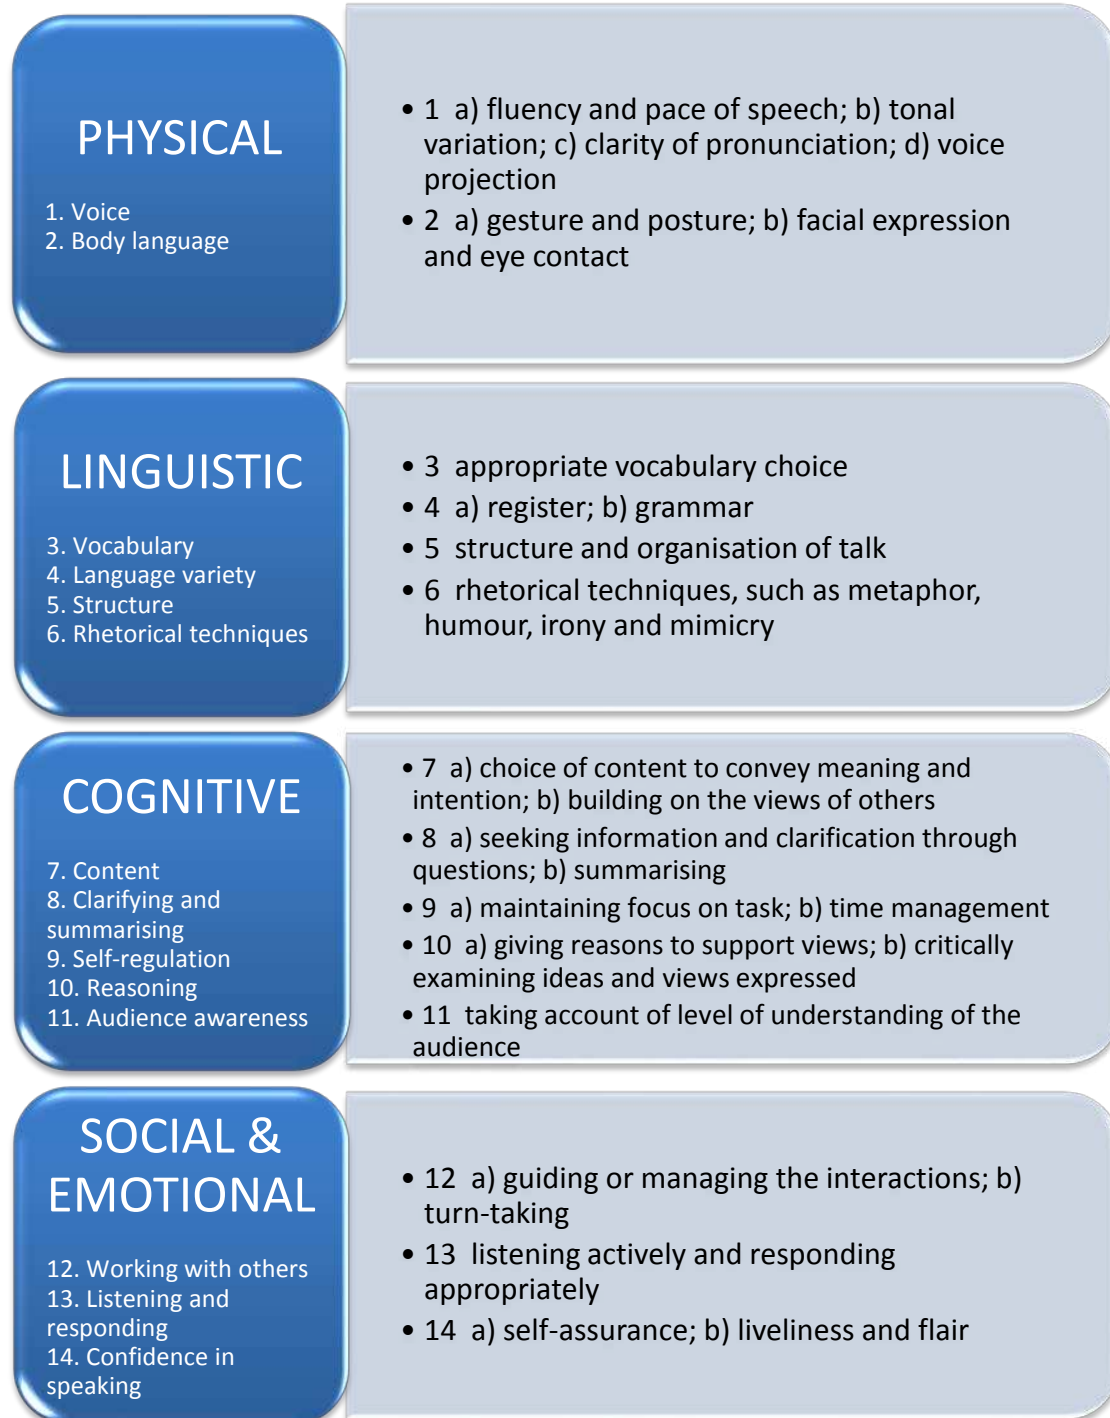 PHYSICAL
1. Voice
2. Body language
• 1  a) fluency and pace of speech; b) tonal
variation; c) clarity of pronunciation; d) voice
projection
• 2  a) gesture and posture; b) facial expression
and eye contact
LINGUISTIC
3. Vocabulary
4. Language variety
5. Structure
6. Rhetorical techniques
• 3  appropriate vocabulary choice
• 4  a) register; b) grammar
• 5  structure and organisation of talk
• 6  rhetorical techniques, such as metaphor,
humour, irony and mimicry
COGNITIVE
7. Content
8. Clarifying and
summarising
9. Self-regulation
10. Reasoning
11. Audience awareness
• 7  a) choice of content to convey meaning and
intention; b) building on the views of others
• 8  a) seeking information and clarification through
questions; b) summarising
• 9  a) maintaining focus on task; b) time management
• 10  a) giving reasons to support views; b) critically
examining ideas and views expressed
• 11  taking account of level of understanding of the
audience
SOCIAL &
EMOTIONAL
12. Working with others
13. Listening and
responding
14. Confidence in
speaking
• 12  a) guiding or managing the interactions; b)
turn-taking
• 13  listening actively and responding
appropriately
• 14  a) self-assurance; b) liveliness and flair